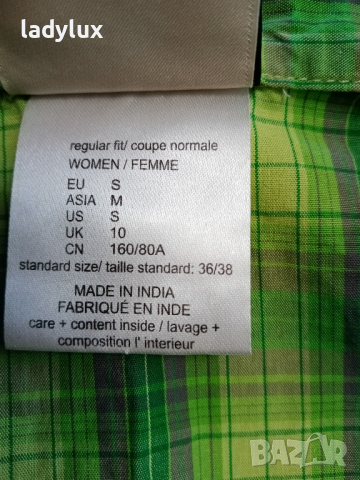 ladylux
regular fit/ coupe normale
WOMEN / FEMME
EU S
ASIA M
US S
UK 10
CN 160/80A
standard size/ taille standard: 36/38
MADE IN INDIA
FABRIQUÉ EN INDE
care + content inside / lavage +
composition l' interieur
BAZAR